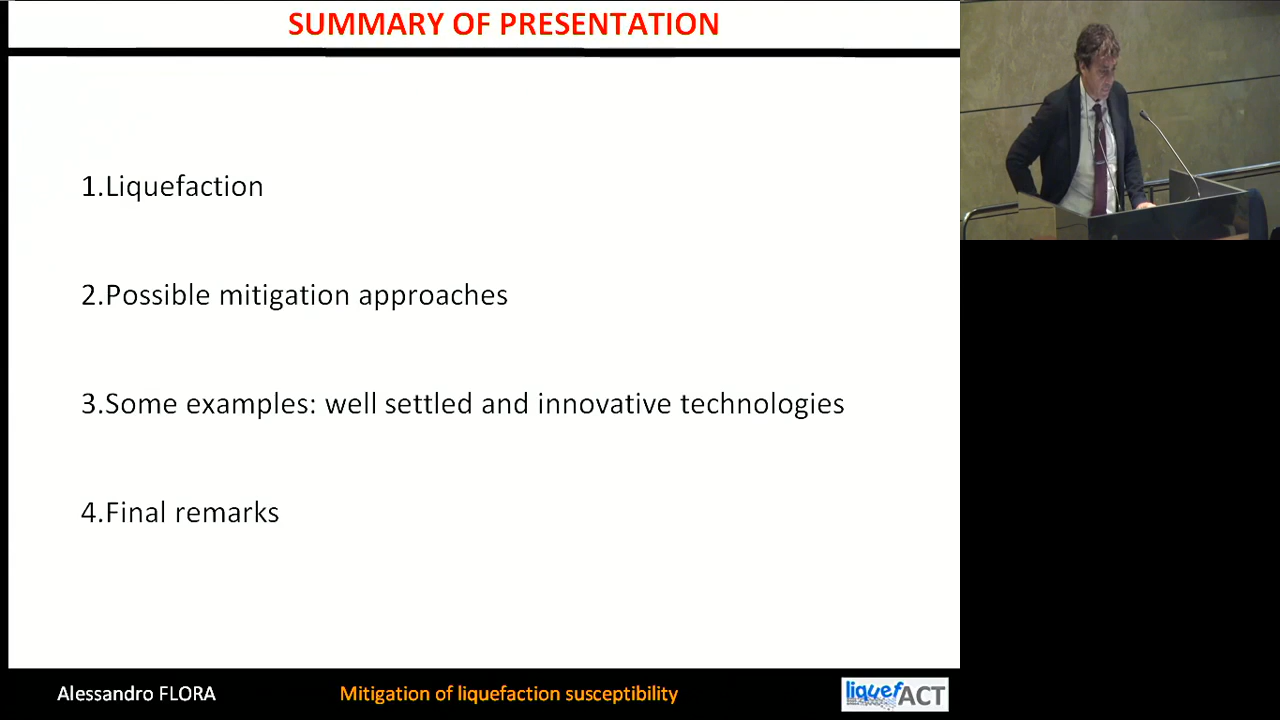 SUMMARY OF PRESENTATION
1.Liquefaction
2.Possible mitigation approaches
3.Some examples: well settled and innovative technologies
4.Final remarks
Alessandro FLORA
Mitigation of liquefaction susceptibility
liquefACT